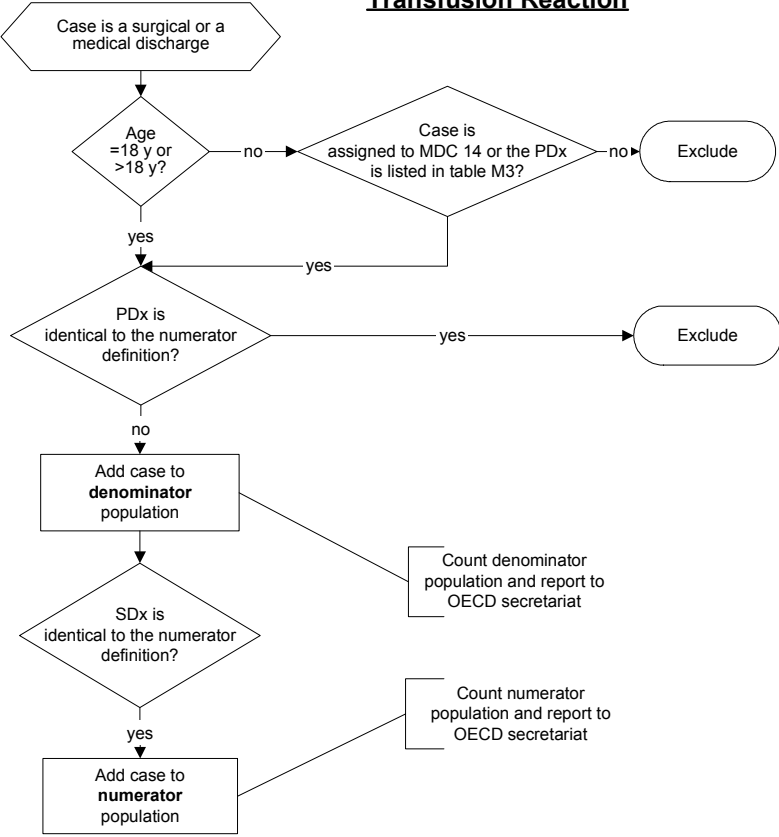 Transfusion Reaction
Case is a surgical or a
medical discharge
Age
=18 y or
>18 y?
no
Case is
assigned to MDC 14 or the PDx
is listed in table M3?
no
Exclude
yes
yes
PDx is
identical to the numerator
definition?
yes
Exclude
no
Add case to
denominator
population
Count denominator
population and report to
OECD secretariat
SDx is
identical to the numerator
definition?
Count numerator
population and report to
OECD secretariat
yes
Add case to
numerator
population